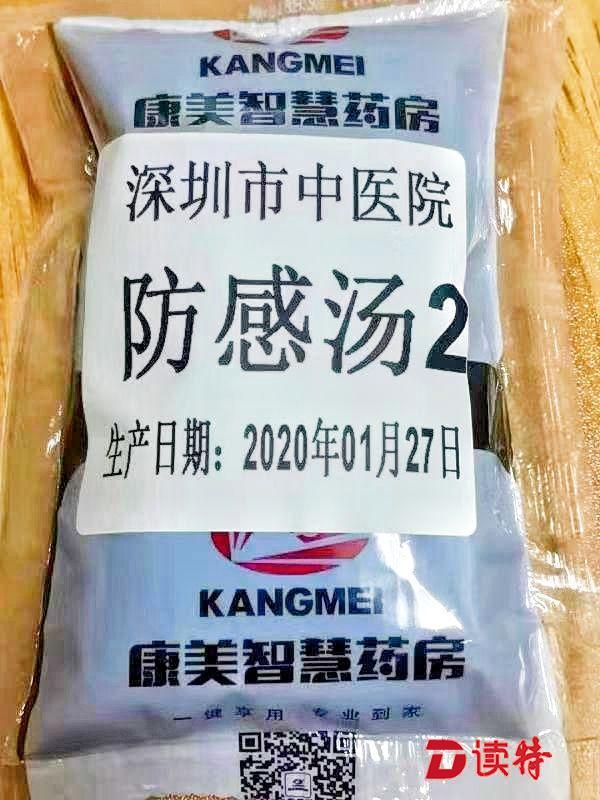 KANGMEI
康美智慧药房
深圳市中医院
防感汤2
生产日期：2020年01月27日
KANGMEI
康美智慧药房
一健享用 专业到家
读特